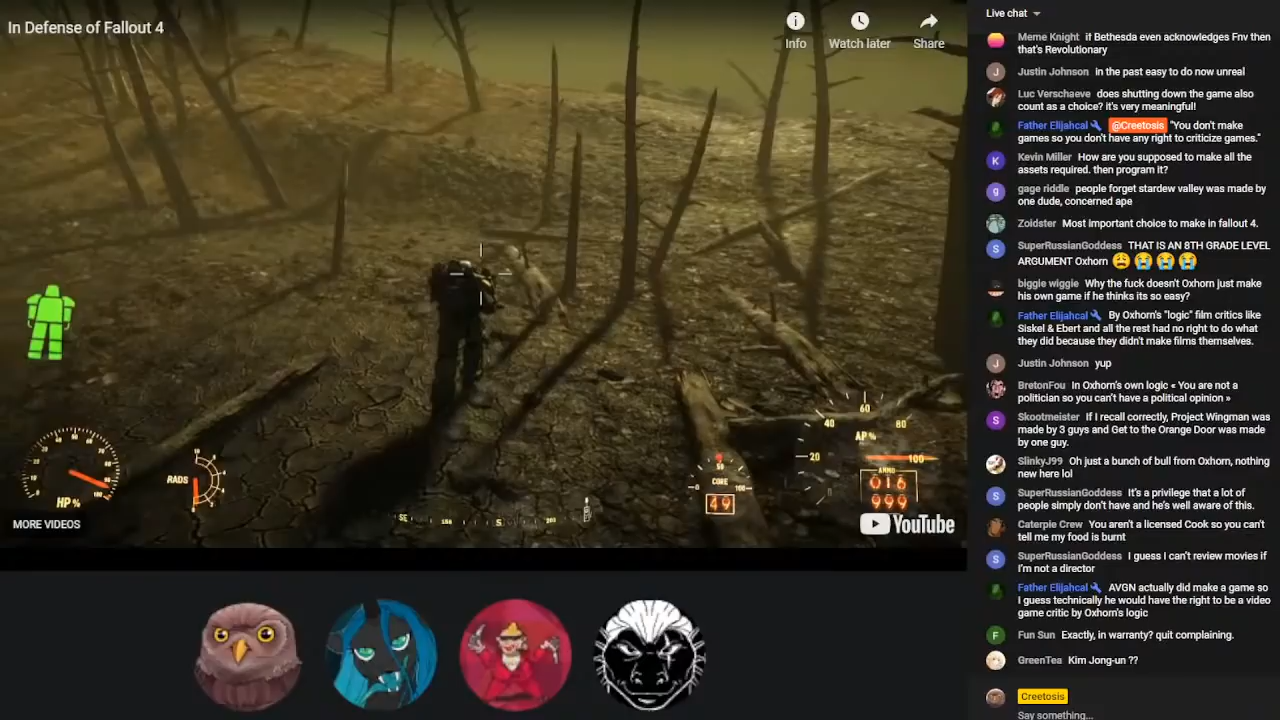 In Defense of Fallout 4
Info
Watch later
Share
HP%
RADS
SE
S
CORE
49
20
40
60
80
100
AP%
AMMO
016
999
MORE VIDEOS
YouTube
Live chat
Meme Knight if Bethesda even acknowledges Fnv then
that's Revolutionary
J
Justin Johnson in the past easy to do now unreal
Luc Verschaeve does shutting down the game also
count as a choice? it's very meaningful!
Father Elijahcal @Creetosis "You don't make
games so you don't have any right to criticize games."
K
Kevin Miller How are you supposed to make all the
assets required. then program it?
g
gage riddle people forget stardew valley was made by
one dude, concerned ape
Zoidster Most important choice to make in fallout 4.
S
SuperRussianGoddess THAT IS AN 8TH GRADE LEVEL
ARGUMENT Oxhorn 😩😭😭😭
biggie wiggie Why the fuck doesn't Oxhorn just make
his own game if he thinks its so easy?
Father Elijahcal By Oxhorn's "logic" film critics like
Siskel & Ebert and all the rest had no right to do what
they did because they didn't make films themselves.
J
Justin Johnson yup
BretonFou In Oxhorn's own logic « You are not a
politician so you can't have a political opinion »
S
Skootmeister If I recall correctly, Project Wingman was
made by 3 guys and Get to the Orange Door was made
by one guy.
SlinkyJ99 Oh just a bunch of bull from Oxhorn, nothing
new here lol
S
SuperRussianGoddess It's a privilege that a lot of
people simply don't have and he's well aware of this.
Caterpie Crew You aren't a licensed Cook so you can't
tell me my food is burnt
S
SuperRussianGoddess I guess I can't review movies if
I'm not a director
Father Elijahcal AVGN actually did make a game so
I guess technically he would have the right to be a video
game critic by Oxhorn's logic
F
Fun Sun Exactly, in warranty? quit complaining.
GreenTea Kim Jong-un ??
Creetosis
Say something...